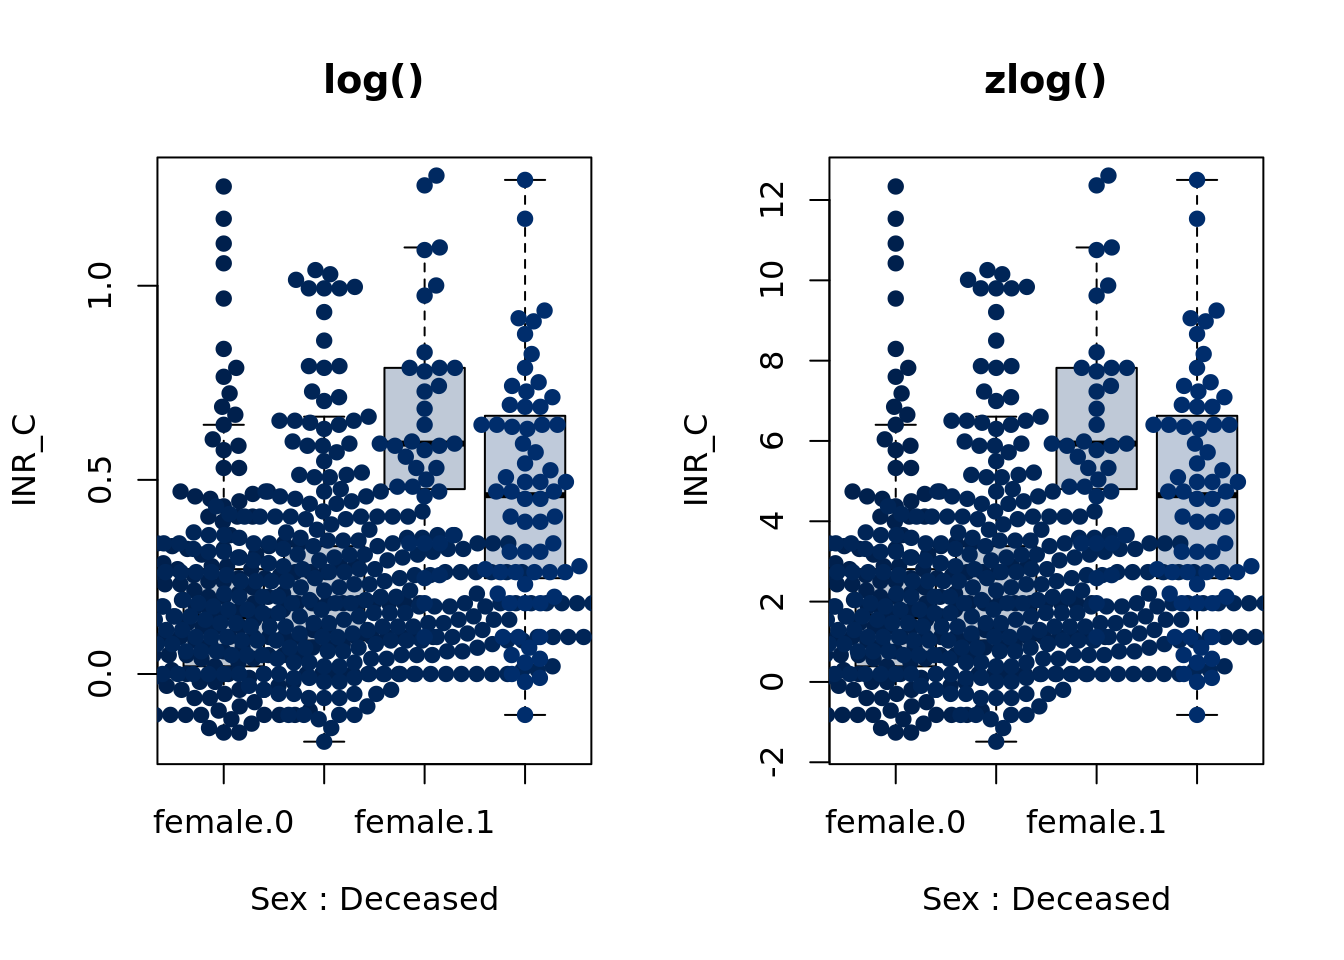 log()
INR_C
1.0
0.5
0.0
female.0 female.1
Sex : Deceased
zlog()
INR_C
12
10
8
6
4
2
0
-2
female.0 female.1
Sex : Deceased